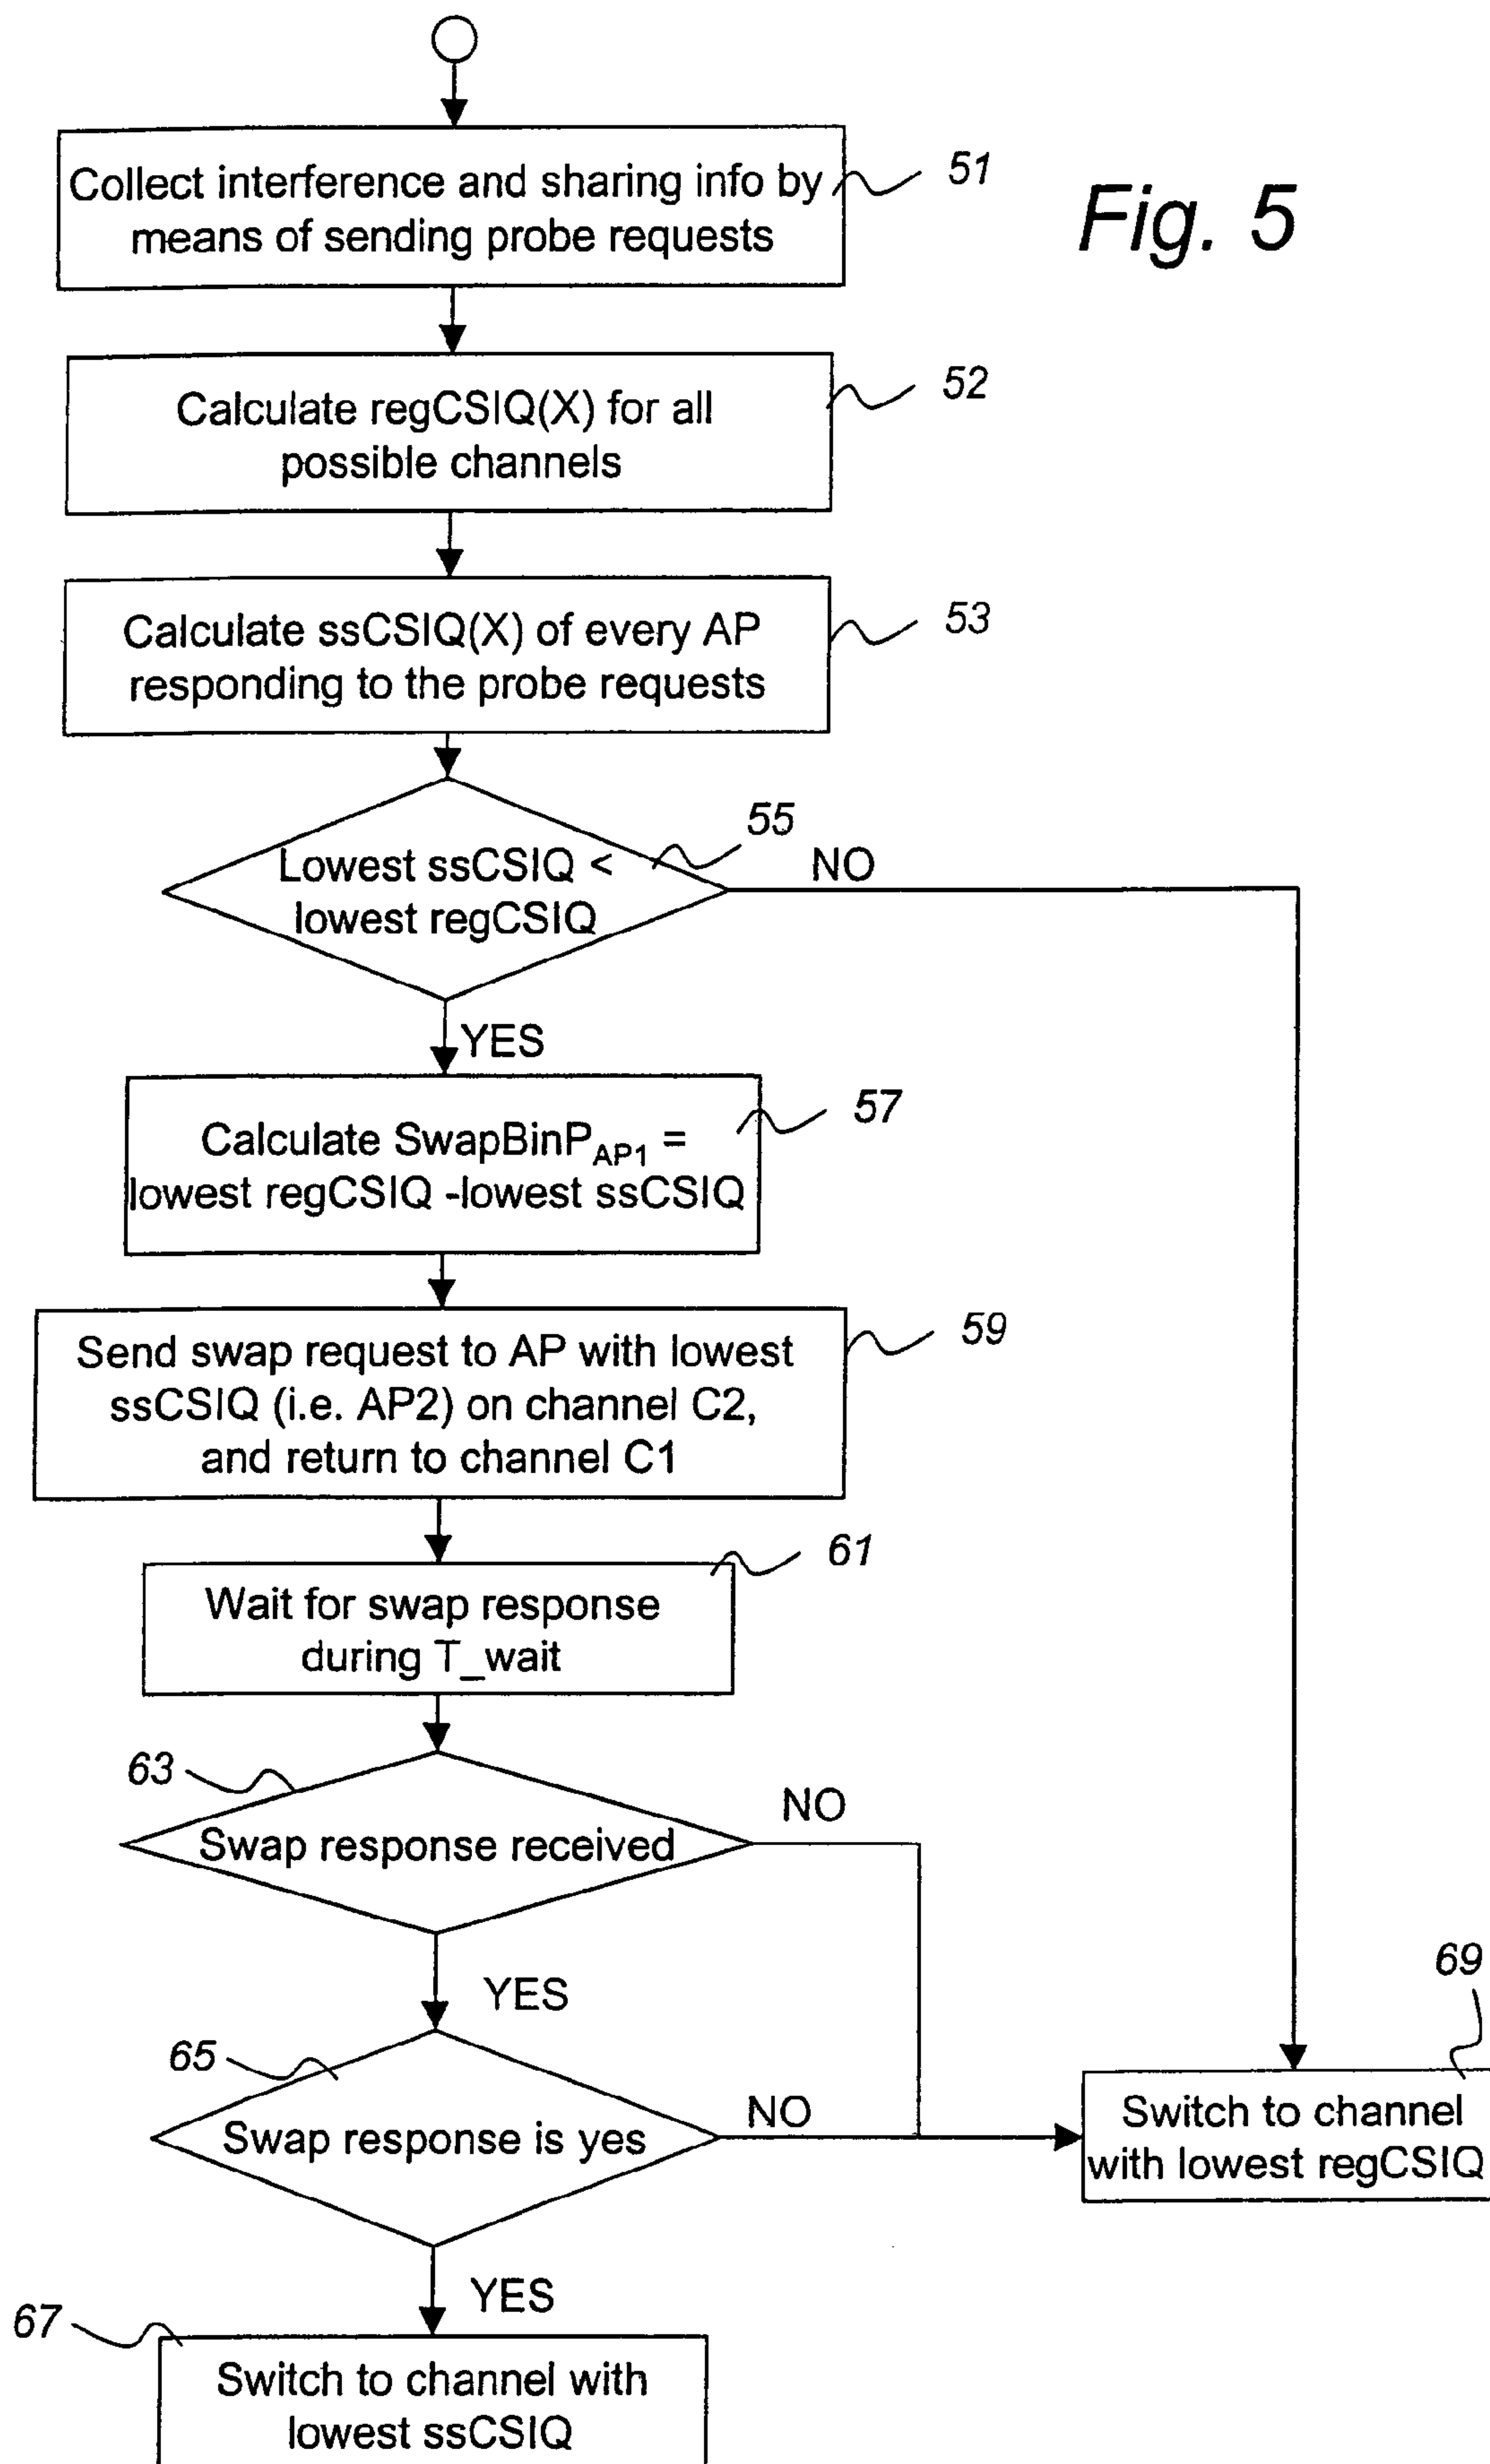 Fig. 5
Collect interference and sharing info by
means of sending probe requests
51
Calculate regCSIQ(X) for all
possible channels
52
Calculate ssCSIQ(X) of every AP
responding to the probe requests
53
55
Lowest ssCSIQ <
lowest regCSIQ
NO
YES
Calculate SwapBinP_AP1 =
lowest regCSIQ -lowest ssCSIQ
57
Send swap request to AP with lowest
ssCSIQ (i.e. AP2) on channel C2,
and return to channel C1
59
Wait for swap response
during T_wait
61
63
Swap response received
NO
YES
65
Swap response is yes
NO
YES
69
Switch to channel
with lowest regCSIQ
67
Switch to channel with
lowest ssCSIQ